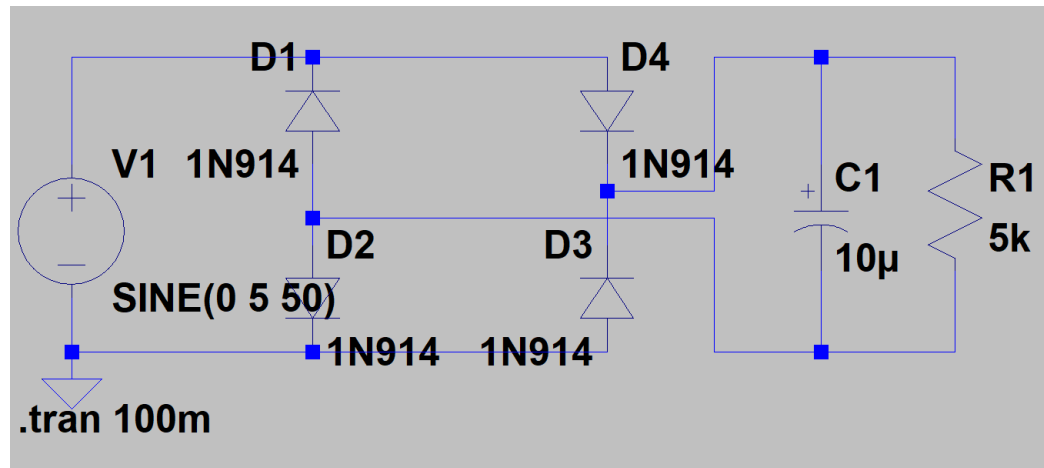 D1
D4
V1
1N914
1N914
C1
R1
D2
D3
10µ
5k
SINE(0 5 50)
1N914
1N914
.tran 100m